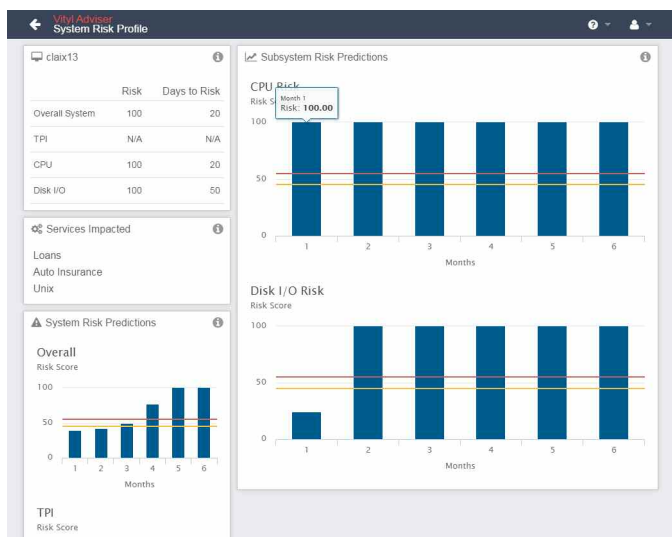 Vityl Adviser
System Risk Profile
claix13
Risk Days to Risk
Overall System 100 20
TPI N/A N/A
CPU 100 20
Disk I/O 100 50
Services Impacted
Loans
Auto Insurance
Unix
System Risk Predictions
Overall
Risk Score
100
50
0
1 2 3 4 5 6
Months
TPI
Risk Score
Subsystem Risk Predictions
CPU Risk
Risk S
Month 1
Risk: 100.00
100
50
0
1 2 3 4 5 6
Months
Disk I/O Risk
Risk Score
100
50
0
1 2 3 4 5 6
Months